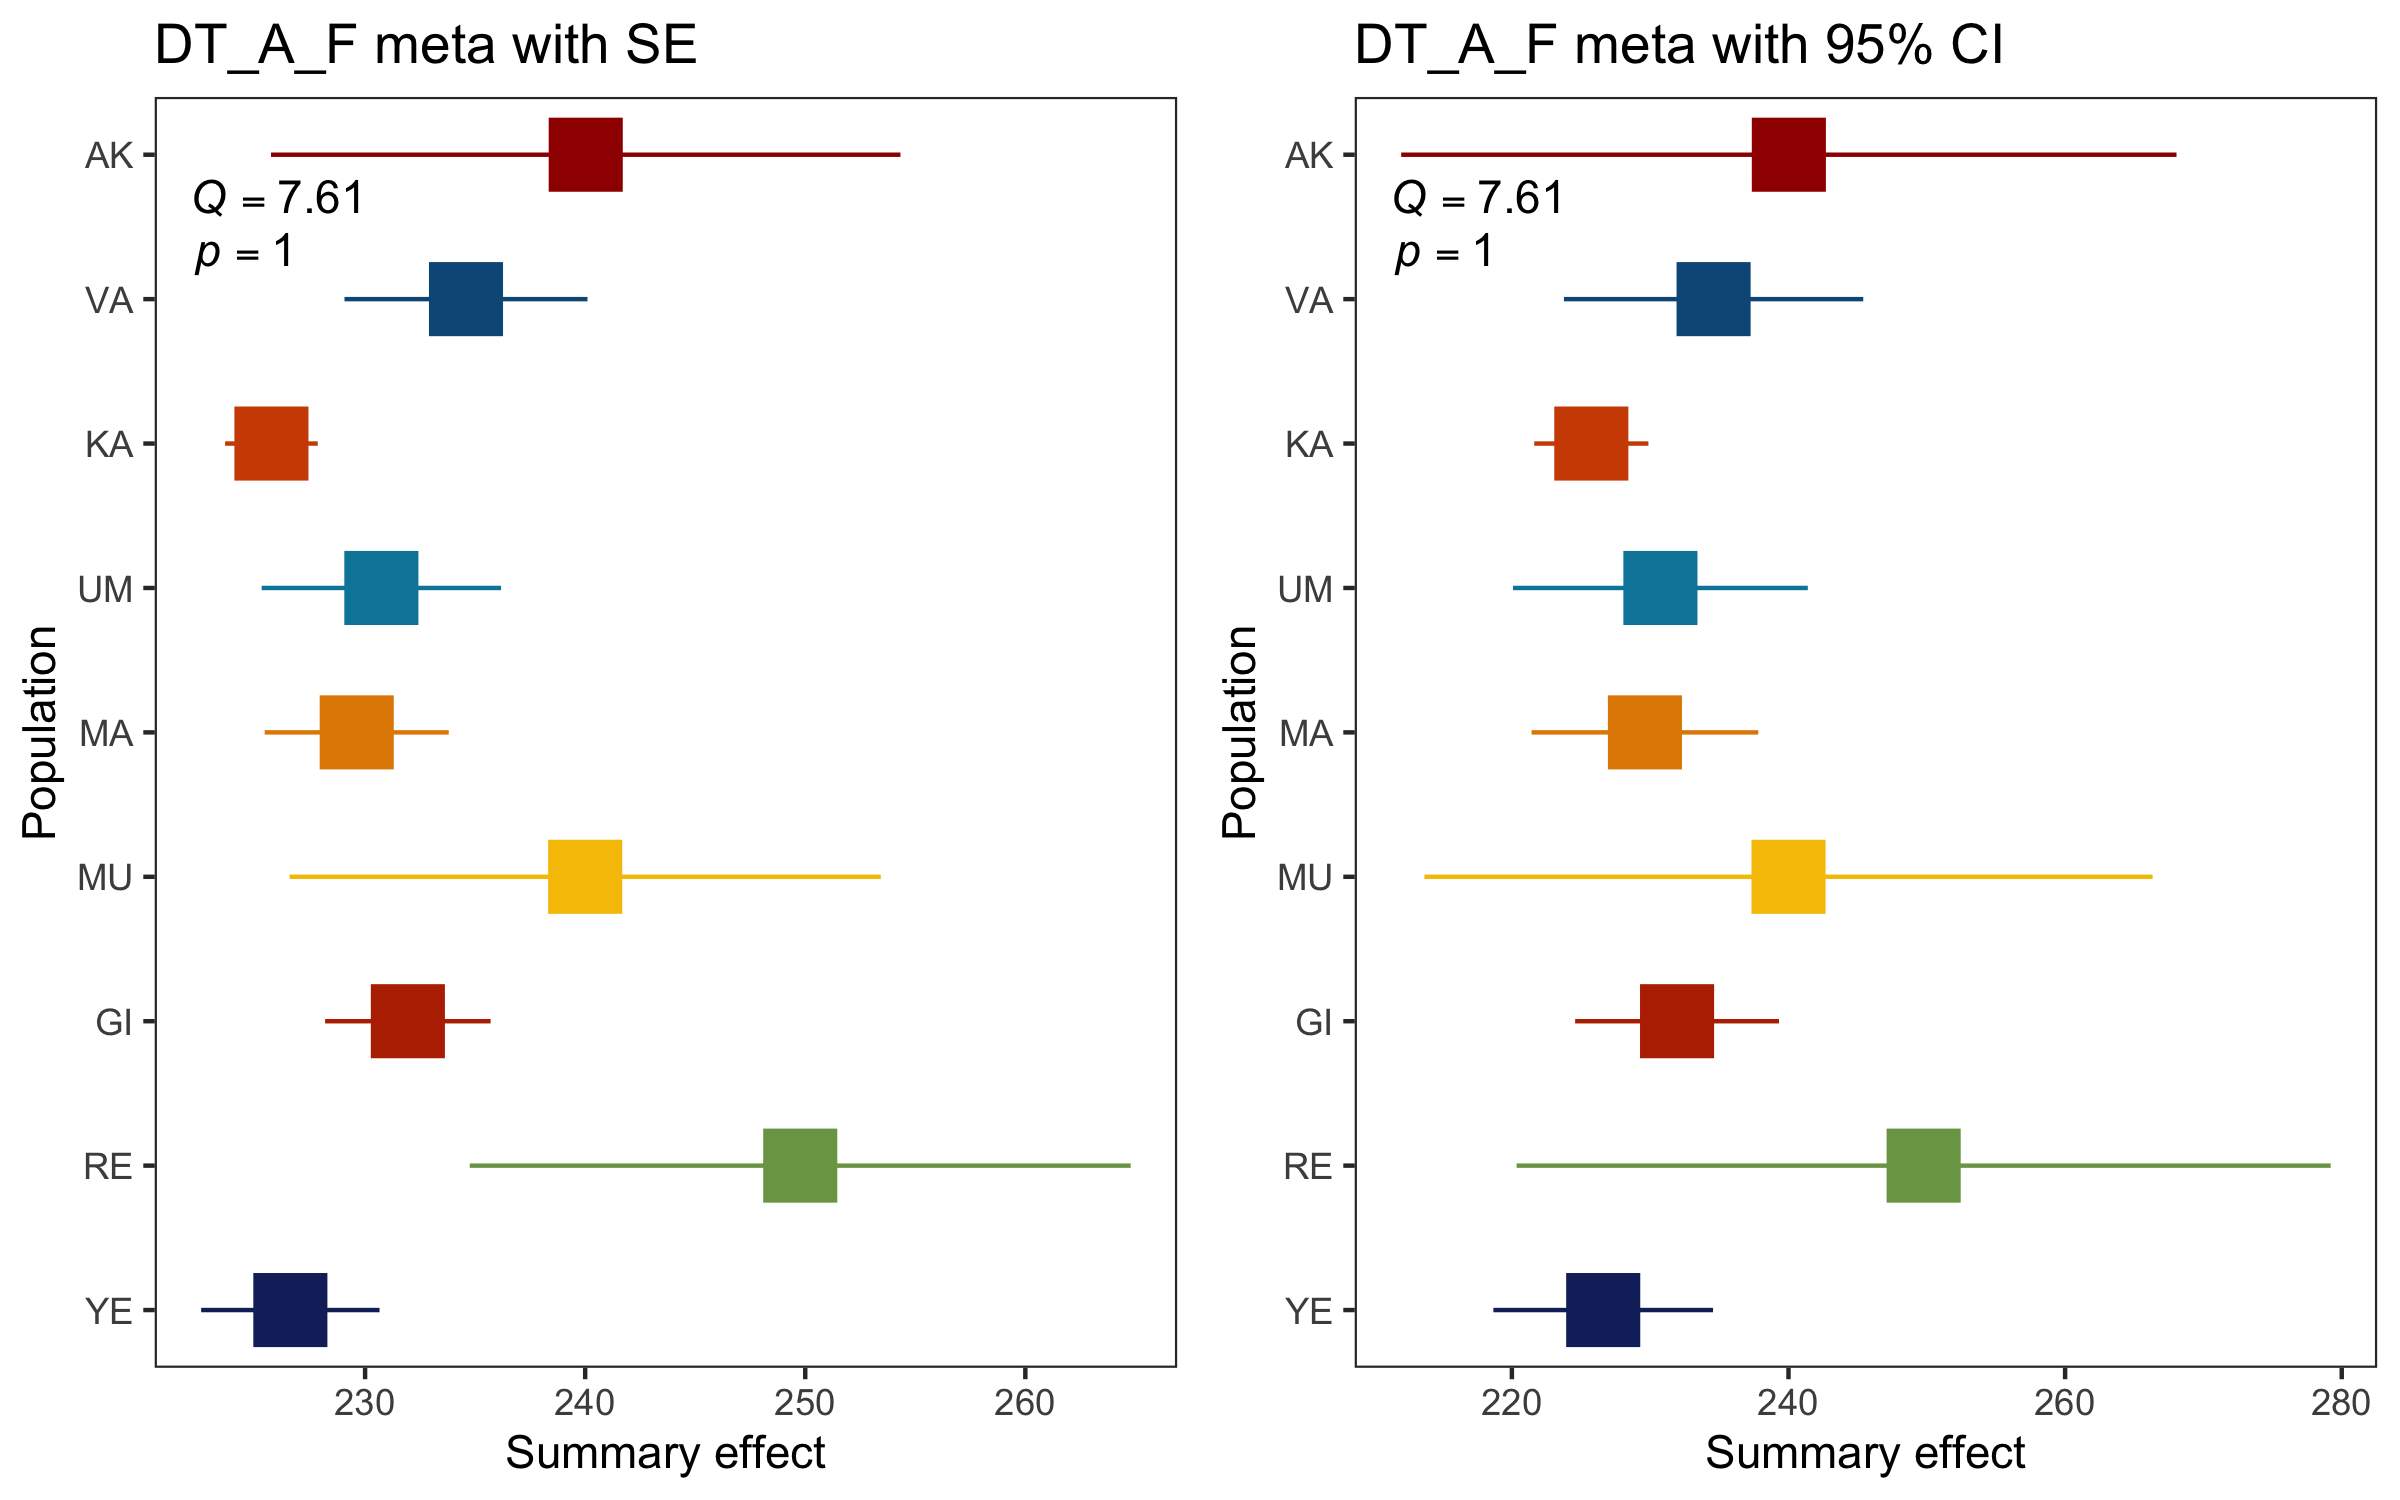 DT_A_F meta with SE
AK
Q = 7.61
p = 1
VA
KA
UM
MA
MU
GI
RE
YE
Population
230 240 250 260
Summary effect
DT_A_F meta with 95% CI
AK
Q = 7.61
p = 1
VA
KA
UM
MA
MU
GI
RE
YE
Population
220 240 260 280
Summary effect